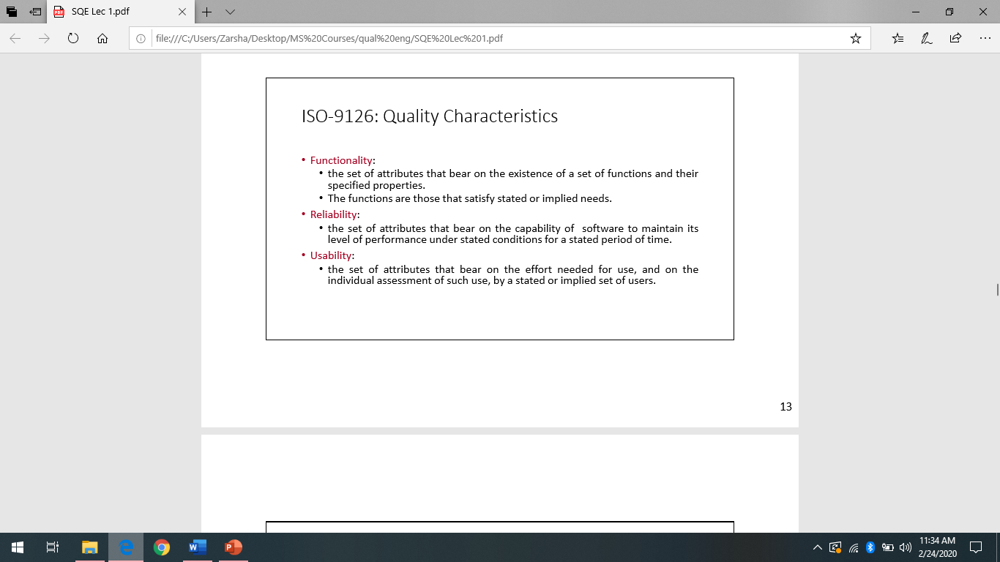 SQE Lec 1.pdf
file:///C:/Users/Zarsha/Desktop/MS%20Courses/qual%20eng/SQE%20Lec%201.pdf
ISO-9126: Quality Characteristics
• Functionality:
• the set of attributes that bear on the existence of a set of functions and their
specified properties.
• The functions are those that satisfy stated or implied needs.
• Reliability:
• the set of attributes that bear on the capability of software to maintain its
level of performance under stated conditions for a stated period of time.
• Usability:
• the set of attributes that bear on the effort needed for use, and on the
individual assessment of such use, by a stated or implied set of users.
13
11:34 AM
2/24/2020